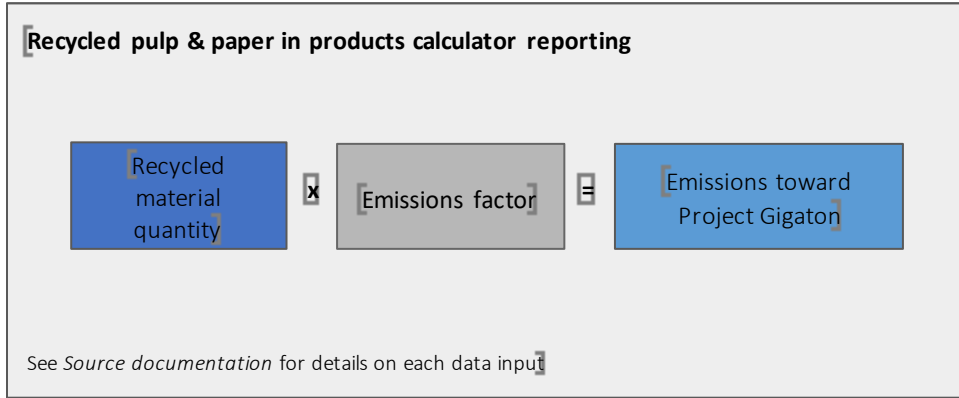 [Recycled pulp & paper in products calculator reporting
[Recycled
material
quantity]
[x]
[Emissions factor]
[=]
[Emissions toward
Project Gigaton]
See Source documentation for details on each data input]